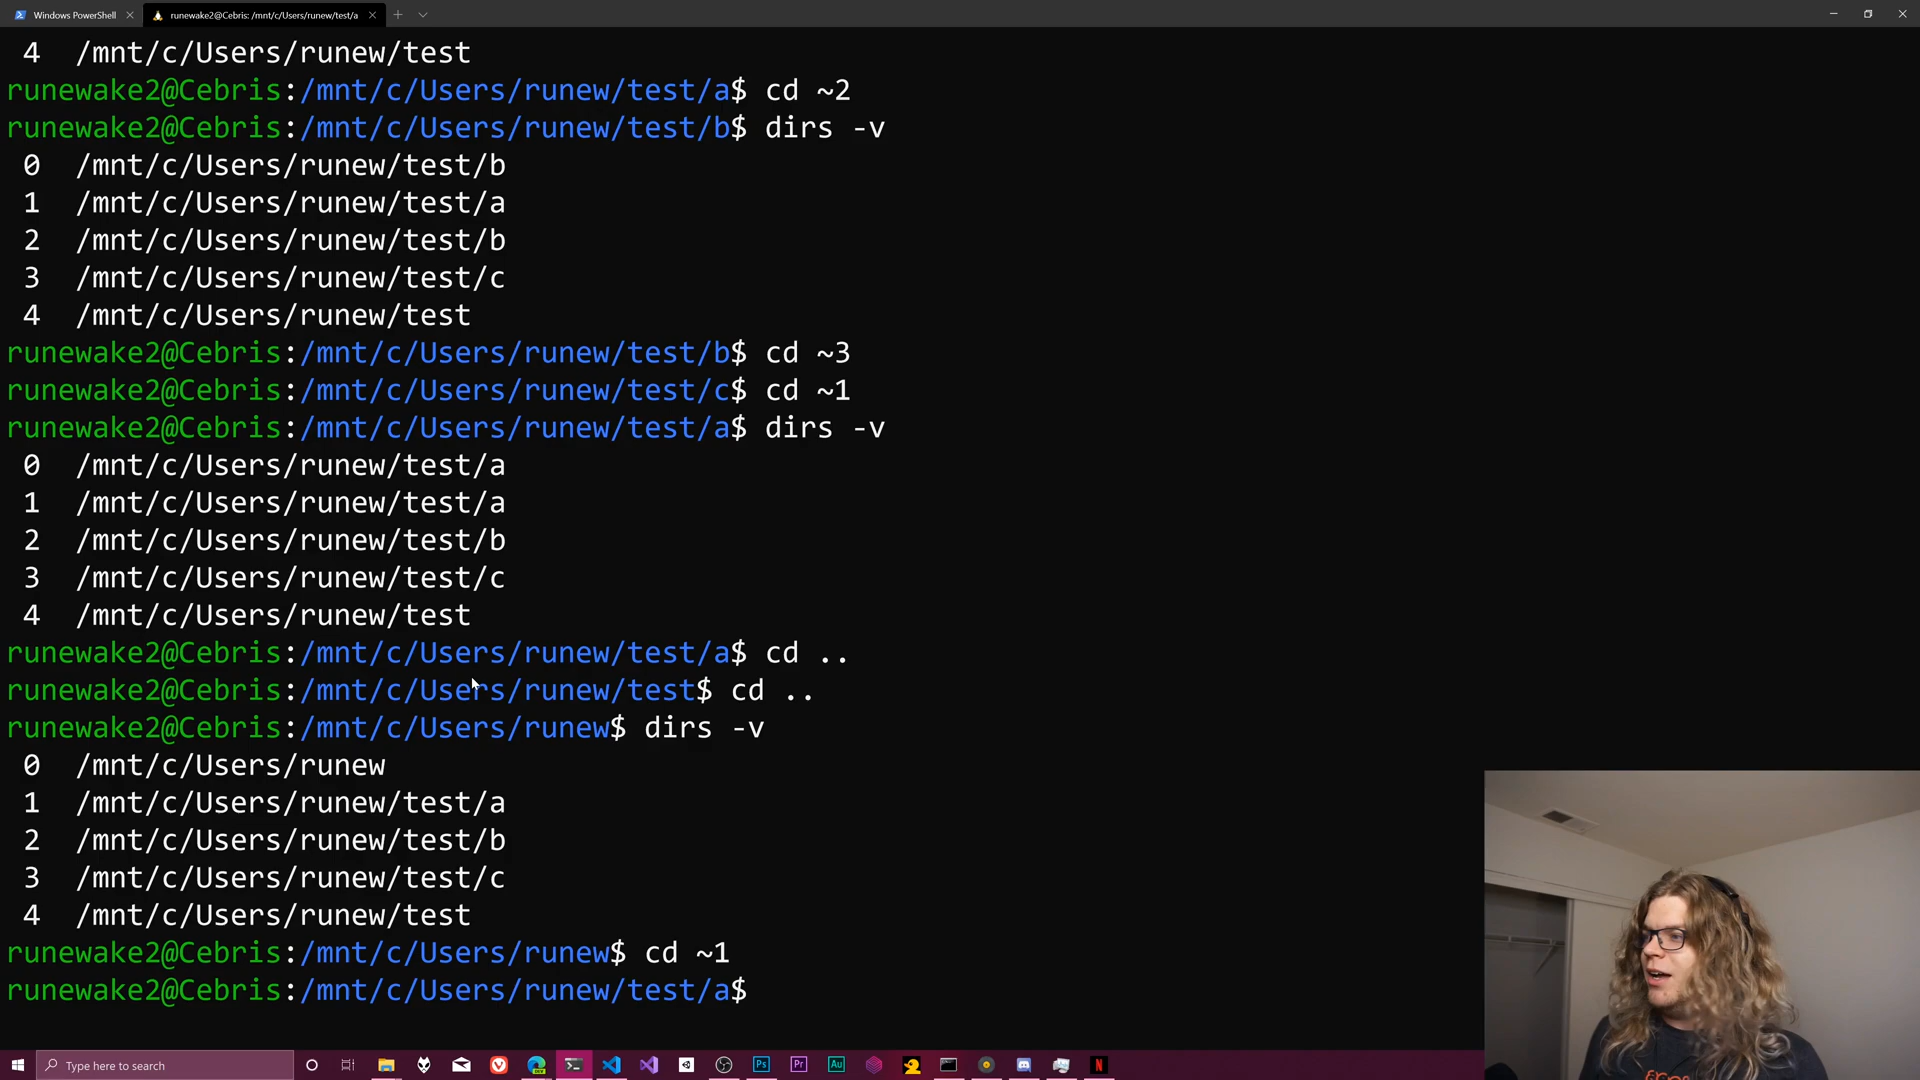 Windows PowerShell
runewake2@Cebris: /mnt/c/Users/runew/test/a
4 /mnt/c/Users/runew/test
runewake2@Cebris:/mnt/c/Users/runew/test/a$ cd ~2
runewake2@Cebris:/mnt/c/Users/runew/test/b$ dirs -v
0 /mnt/c/Users/runew/test/b
1 /mnt/c/Users/runew/test/a
2 /mnt/c/Users/runew/test/b
3 /mnt/c/Users/runew/test/c
4 /mnt/c/Users/runew/test
runewake2@Cebris:/mnt/c/Users/runew/test/b$ cd ~3
runewake2@Cebris:/mnt/c/Users/runew/test/c$ cd ~1
runewake2@Cebris:/mnt/c/Users/runew/test/a$ dirs -v
0 /mnt/c/Users/runew/test/a
1 /mnt/c/Users/runew/test/a
2 /mnt/c/Users/runew/test/b
3 /mnt/c/Users/runew/test/c
4 /mnt/c/Users/runew/test
runewake2@Cebris:/mnt/c/Users/runew/test/a$ cd ..
runewake2@Cebris:/mnt/c/Users/runew/test$ cd ..
runewake2@Cebris:/mnt/c/Users/runew$ dirs -v
0 /mnt/c/Users/runew
1 /mnt/c/Users/runew/test/a
2 /mnt/c/Users/runew/test/b
3 /mnt/c/Users/runew/test/c
4 /mnt/c/Users/runew/test
runewake2@Cebris:/mnt/c/Users/runew$ cd ~1
runewake2@Cebris:/mnt/c/Users/runew/test/a$
Type here to search
DEV
Ps
Pr
Au
N